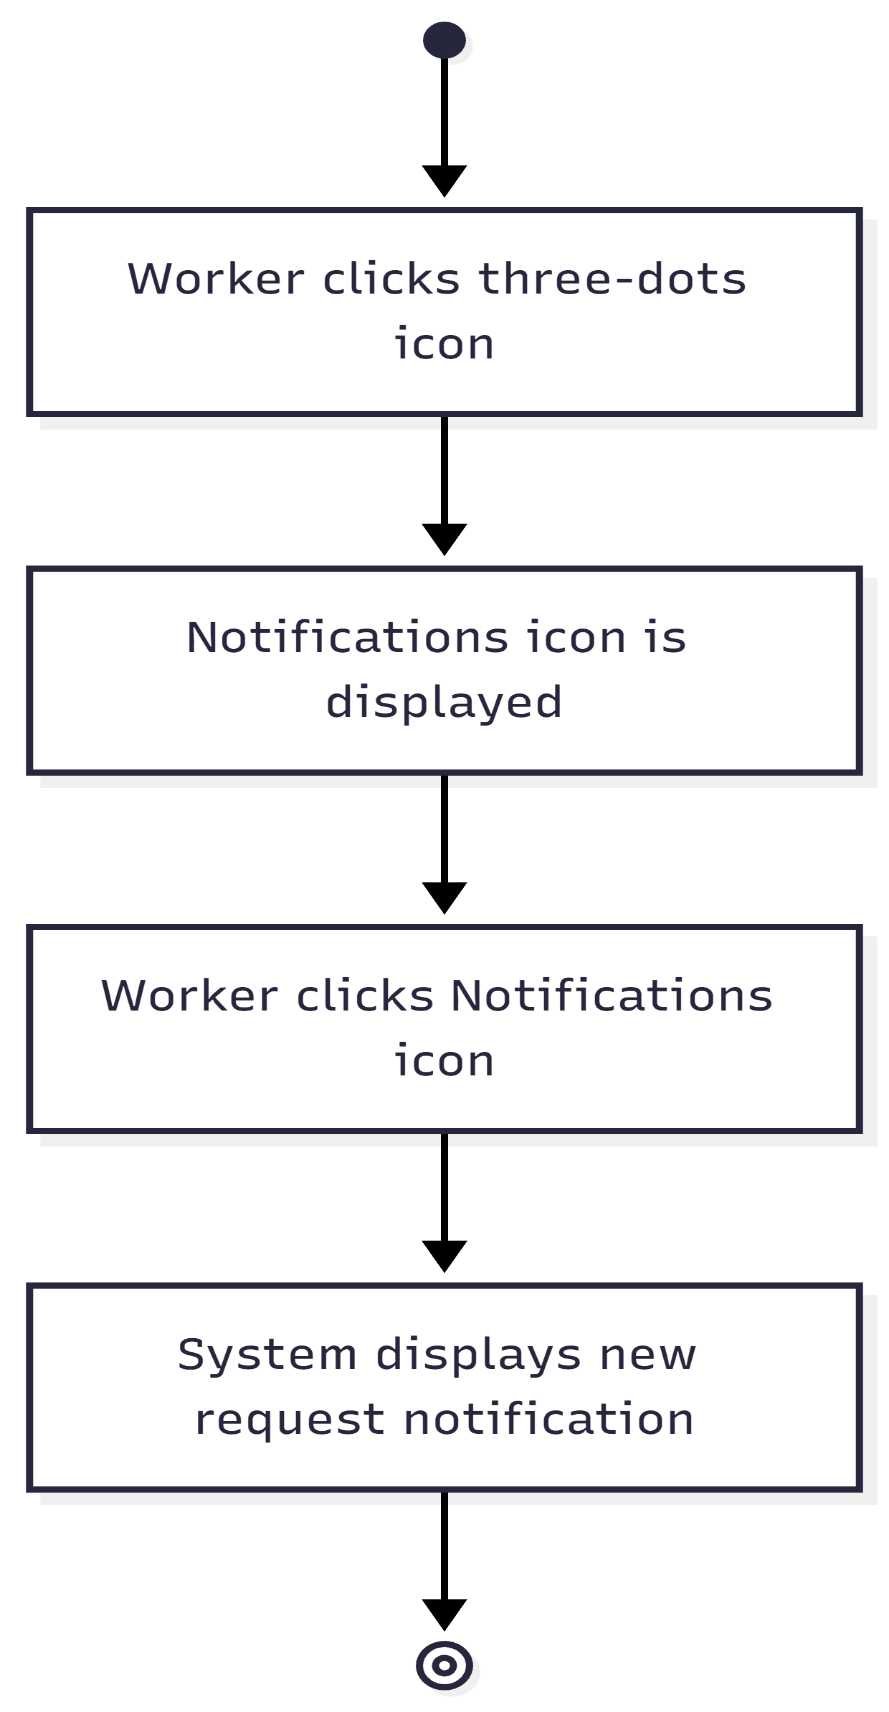 Worker clicks three-dots
icon
Notifications icon is
displayed
Worker clicks Notifications
icon
System displays new
request notification